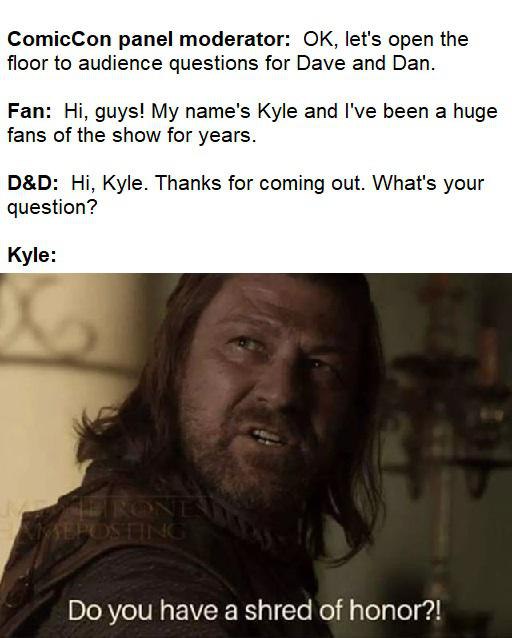 ComicCon panel moderator:  OK, let's open the
floor to audience questions for Dave and Dan.
Fan:  Hi, guys! My name's Kyle and I've been a huge
fans of the show for years.
D&D:  Hi, Kyle. Thanks for coming out. What's your
question?
Kyle:
Do you have a shred of honor?!